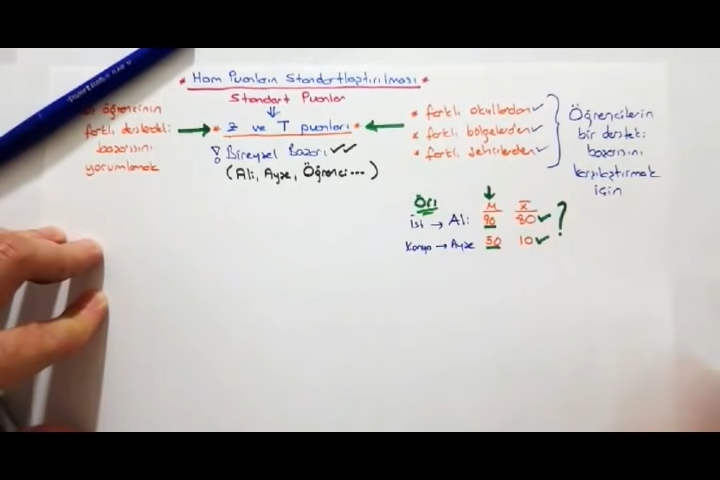 * Ham Puanların Standartlaştırılması *
Standart Puanlar
* z ve T puanları *
! Bireysel Başarı ✓✓
(Ali, Ayşe, Öğrenci...)
öğrencinin
farklı derslerdeki
başarısını
yorumlamak
* farklı okullardan ✓
* farklı bölgelerden ✓
* farklı şehirlerden ✓
Öğrencilerin
bir dersteki
başarısını
karşılaştırmak
için
Ör:
M X̄
İst → Ali: 90 80 ✓ ?
Konya → Ayşe 50 10 ✓